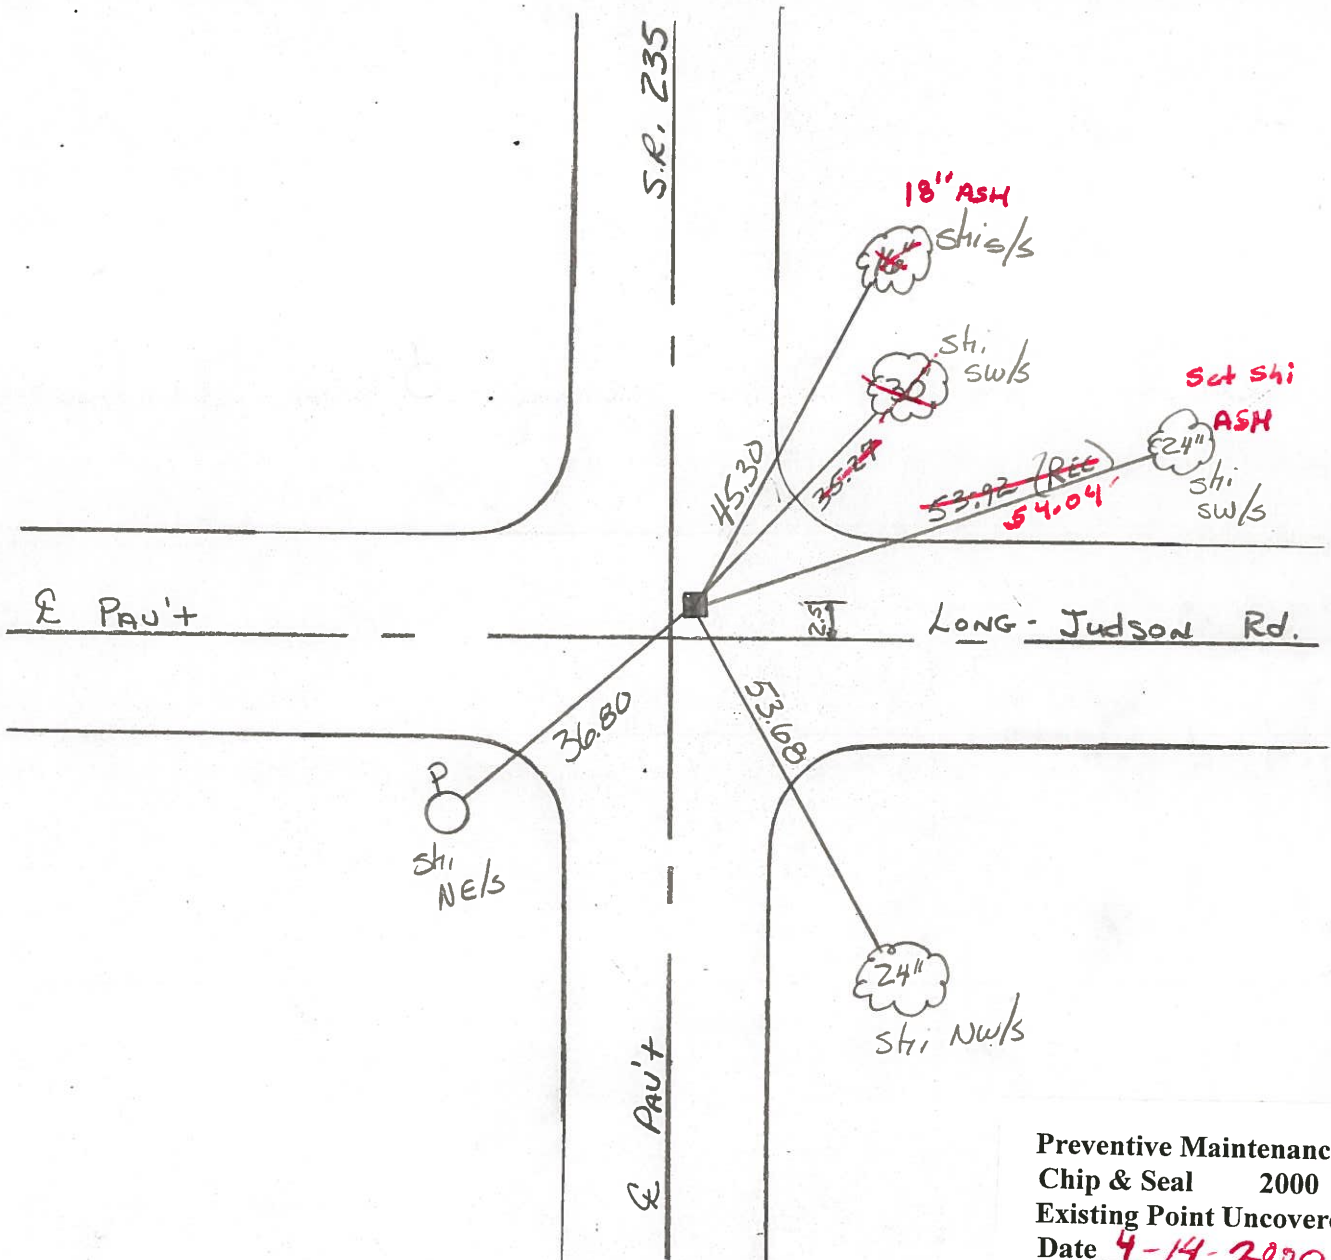 S.R. 235
18" ASH
16"
shi s/s
shi
sw/s
30
Set shi
ASH
24"
shi
sw/s
45.30
35.27
53.92 (REC)
54.04'
℄ PAV't
2.5
LONG - Judson Rd.
36.80
53.68
P
shi
NE/S
24"
shi NW/s
℄ PAV't
Preventive Maintenanc
Chip & Seal 2000
Existing Point Uncover
Date 4-14-2000